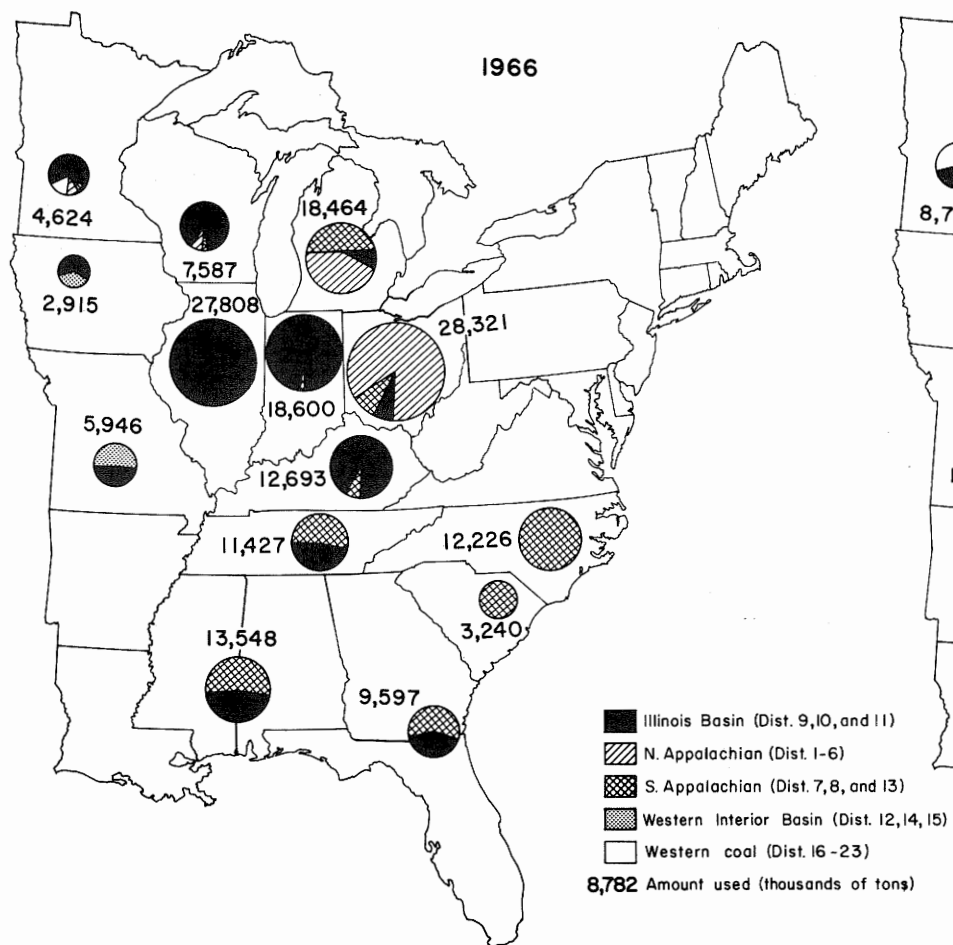 1966
18,464
4,624
7,587
2,915
27,808
28,321
18,600
5,946
12,693
11,427
12,226
3,240
13,548
9,597
Illinois Basin (Dist. 9,10, and 11)
N. Appalachian (Dist. 1-6)
S. Appalachian (Dist. 7,8, and 13)
Western Interior Basin (Dist. 12,14,15)
Western coal (Dist. 16-23)
8,782 Amount used (thousands of tons)
8,7